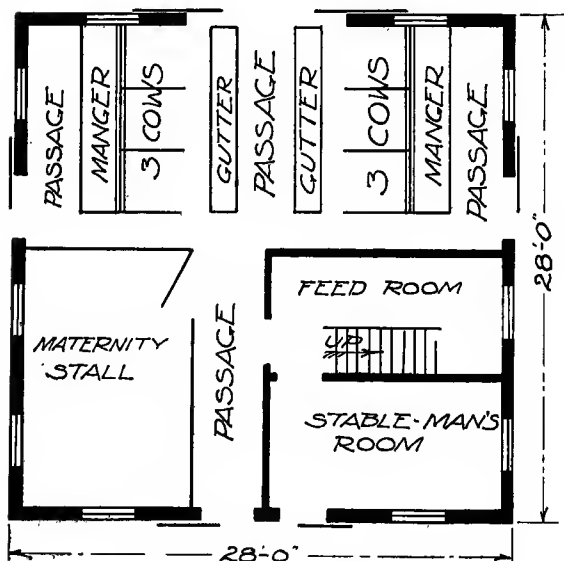 PASSAGE
MANGER
3 COWS
GUTTER
PASSAGE
GUTTER
3 COWS
MANGER
PASSAGE
28'-0"
MATERNITY
STALL
PASSAGE
FEED ROOM
UP
STABLE-MAN'S
ROOM
28'-0"